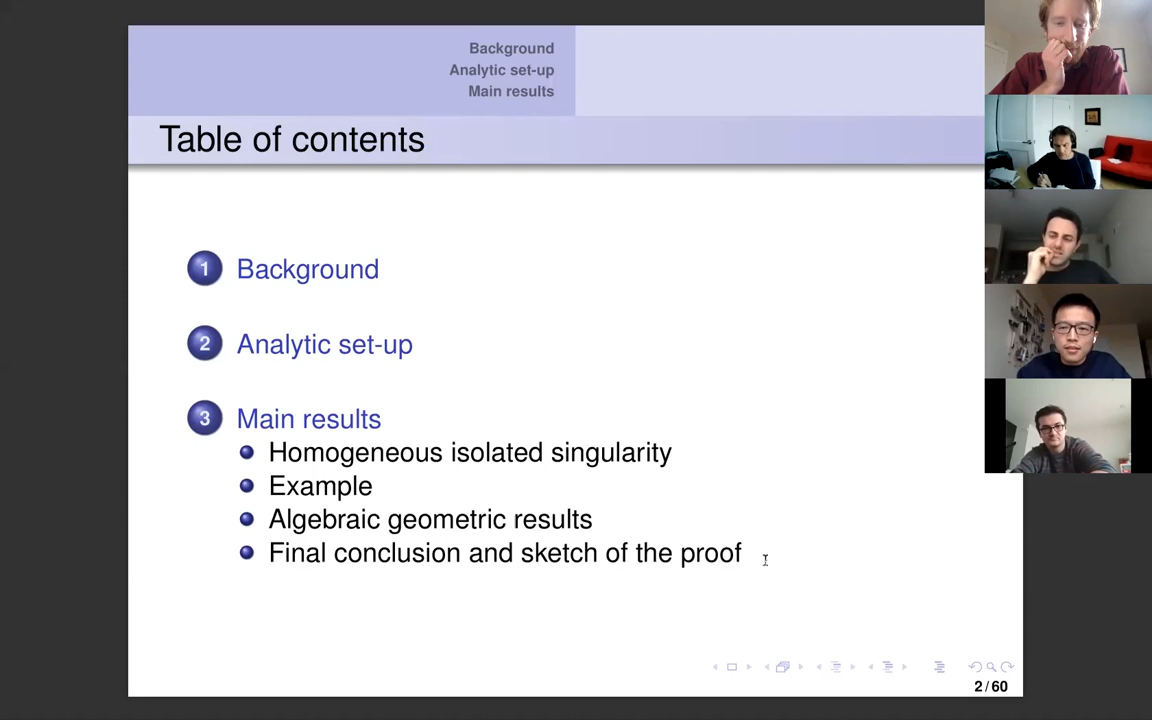 Background
Analytic set-up
Main results
Table of contents
1 Background
2 Analytic set-up
3 Main results
Homogeneous isolated singularity
Example
Algebraic geometric results
Final conclusion and sketch of the proof
2 / 60